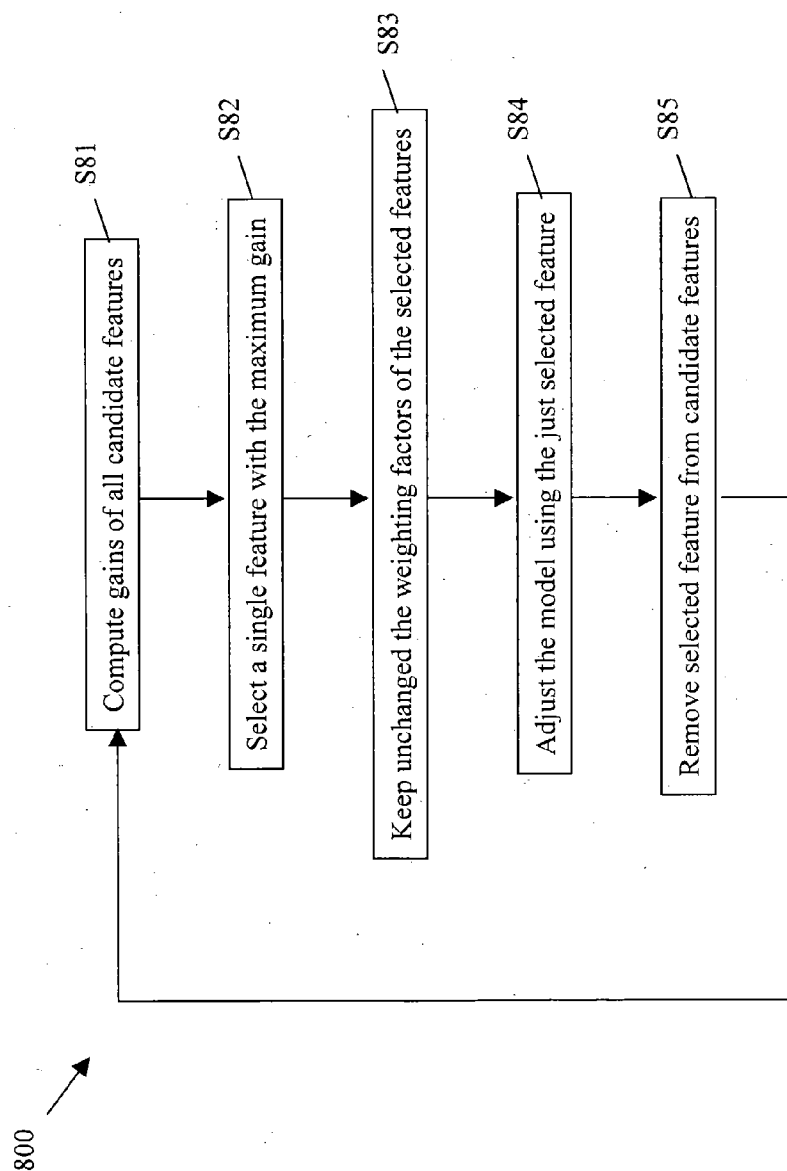 800
Compute gains of all candidate features
S81
Select a single feature with the maximum gain
S82
Keep unchanged the weighting factors of the selected features
S83
Adjust the model using the just selected feature
S84
Remove selected feature from candidate features
S85